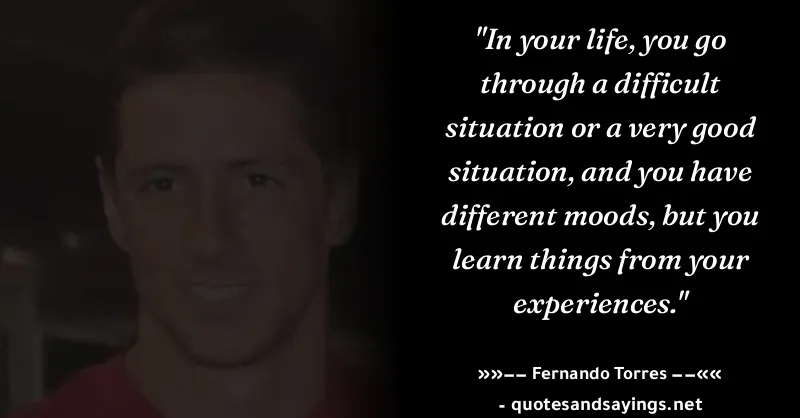 "In your life, you go
through a difficult
situation or a very good
situation, and you have
different moods, but you
learn things from your
experiences."
»»−− Fernando Torres −−««
- quotesandsayings.net